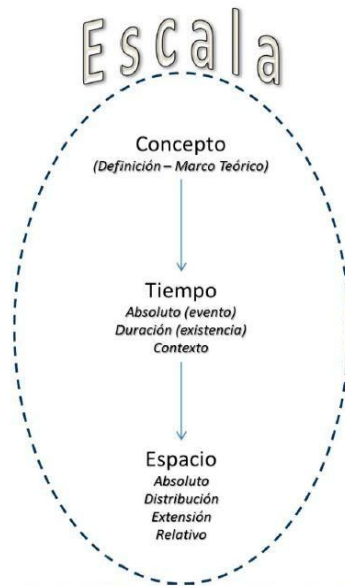 Escala
Concepto
(Definición – Marco Teórico)
Tiempo
Absoluto (evento)
Duración (existencia)
Contexto
Espacio
Absoluto
Distribución
Extensión
Relativo